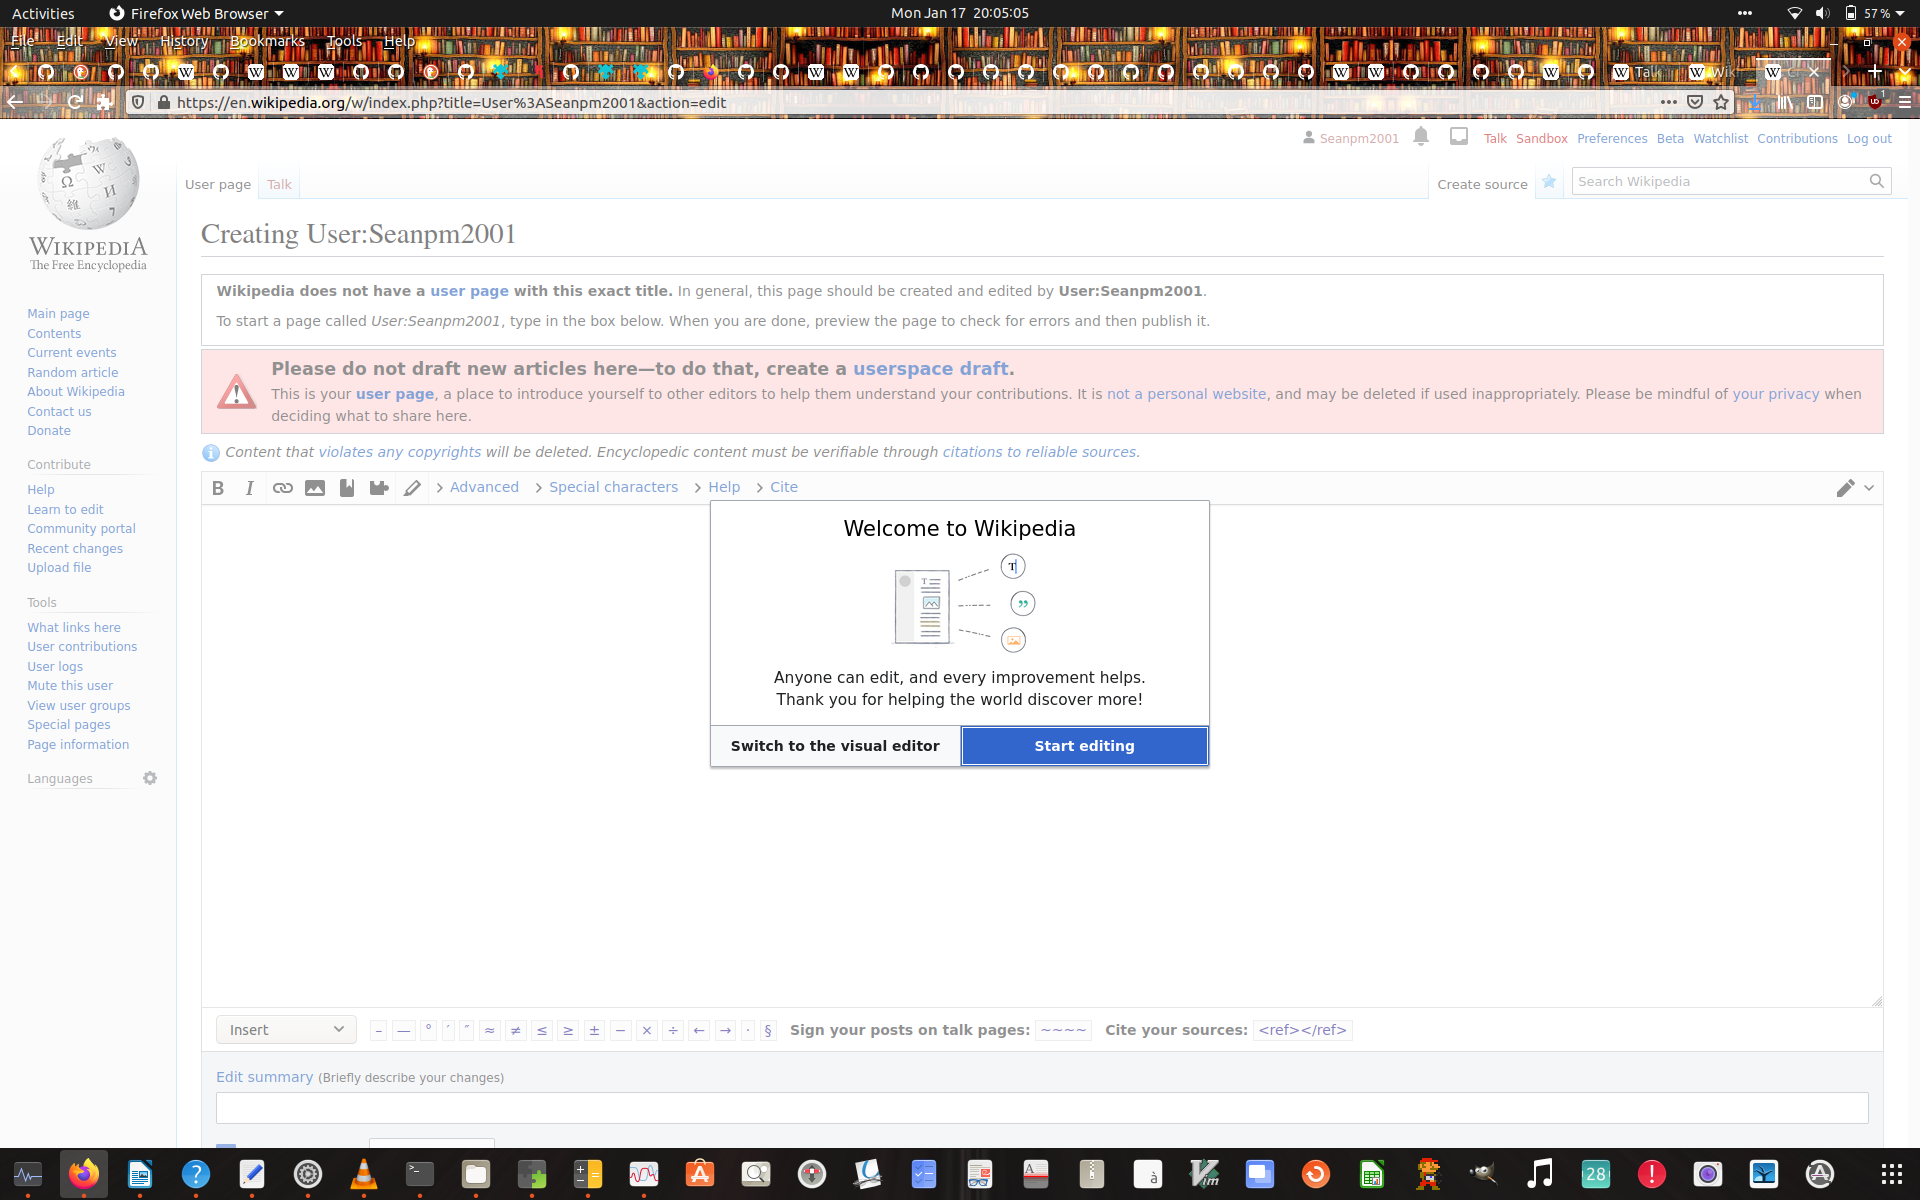 Activities
Firefox Web Browser
Mon Jan 17 20:05:05
57 %
File Edit View History Bookmarks Tools Help
https://en.wikipedia.org/w/index.php?title=User%3ASeanpm2001&action=edit
Seanpm2001 Talk Sandbox Preferences Beta Watchlist Contributions Log out
User page Talk Create source Search Wikipedia
WIKIPEDIA
The Free Encyclopedia
Main page
Contents
Current events
Random article
About Wikipedia
Contact us
Donate
Contribute
Help
Learn to edit
Community portal
Recent changes
Upload file
Tools
What links here
User contributions
User logs
Mute this user
View user groups
Special pages
Page information
Languages
Creating User:Seanpm2001
Wikipedia does not have a user page with this exact title. In general, this page should be created and edited by User:Seanpm2001.
To start a page called User:Seanpm2001, type in the box below. When you are done, preview the page to check for errors and then publish it.
Please do not draft new articles here—to do that, create a userspace draft.
This is your user page, a place to introduce yourself to other editors to help them understand your contributions. It is not a personal website, and may be deleted if used inappropriately. Please be mindful of your privacy when
deciding what to share here.
Content that violates any copyrights will be deleted. Encyclopedic content must be verifiable through citations to reliable sources.
B I Advanced Special characters Help Cite
Welcome to Wikipedia
Anyone can edit, and every improvement helps.
Thank you for helping the world discover more!
Switch to the visual editor
Start editing
Insert – — ° ′ ″ ≈ ≠ ≤ ≥ ± − × ÷ ← → · § Sign your posts on talk pages: ~~~~ Cite your sources: <ref></ref>
Edit summary (Briefly describe your changes)
28